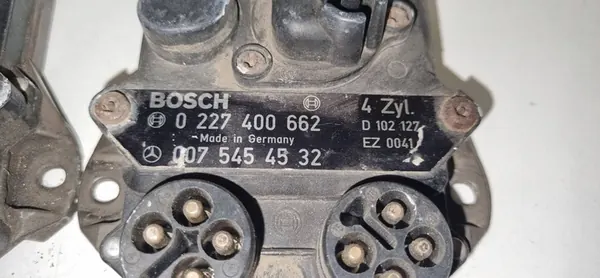 BOSCH
0 227 400 662
Made in Germany
007 545 45 32
4 Zyl.
D 102 127
EZ 0041